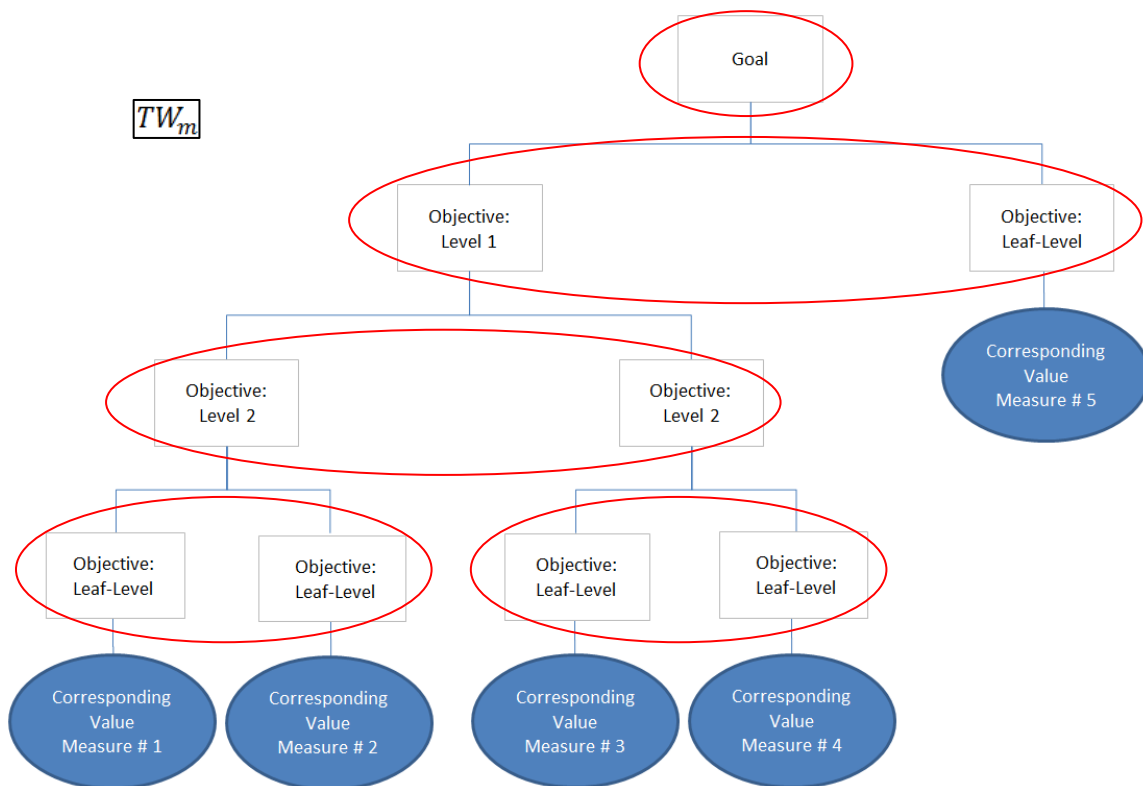 Goal
TWm
Objective:
Level 1
Objective:
Leaf-Level
Corresponding
Value
Measure # 5
Objective:
Level 2
Objective:
Level 2
Objective:
Leaf-Level
Objective:
Leaf-Level
Objective:
Leaf-Level
Objective:
Leaf-Level
Corresponding
Value
Measure # 1
Corresponding
Value
Measure # 2
Corresponding
Value
Measure # 3
Corresponding
Value
Measure # 4